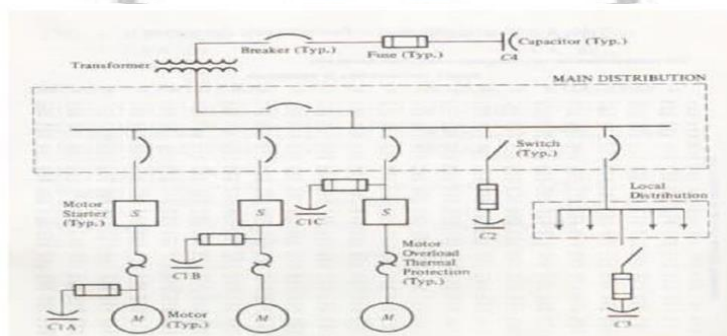 Breaker (Typ.)
Fuse (Typ.)
Capacitor (Typ.)
C4
Transformer
MAIN DISTRIBUTION
Switch
(Typ.)
Motor
Starter
(Typ.)
S
S
S
C1C
C2
Local
Distribution
C1B
Motor
Overload
Thermal
Protection
(Typ.)
C1A
M
Motor
(Typ.)
M
M
C3